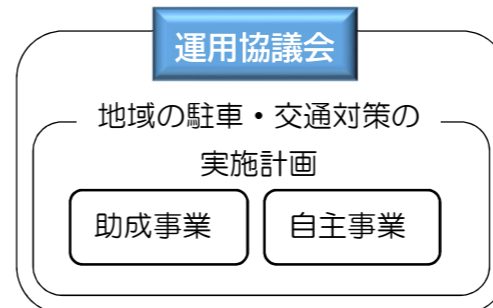 運用協議会
地域の駐車・交通対策の
実施計画
助成事業
自主事業